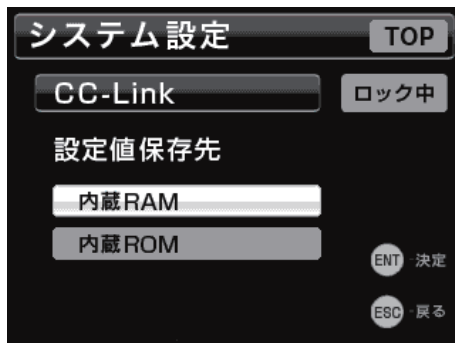 システム設定
TOP
CC-Link
ロック中
設定値保存先
内蔵RAM
内蔵ROM
ENT 決定
ESC 戻る